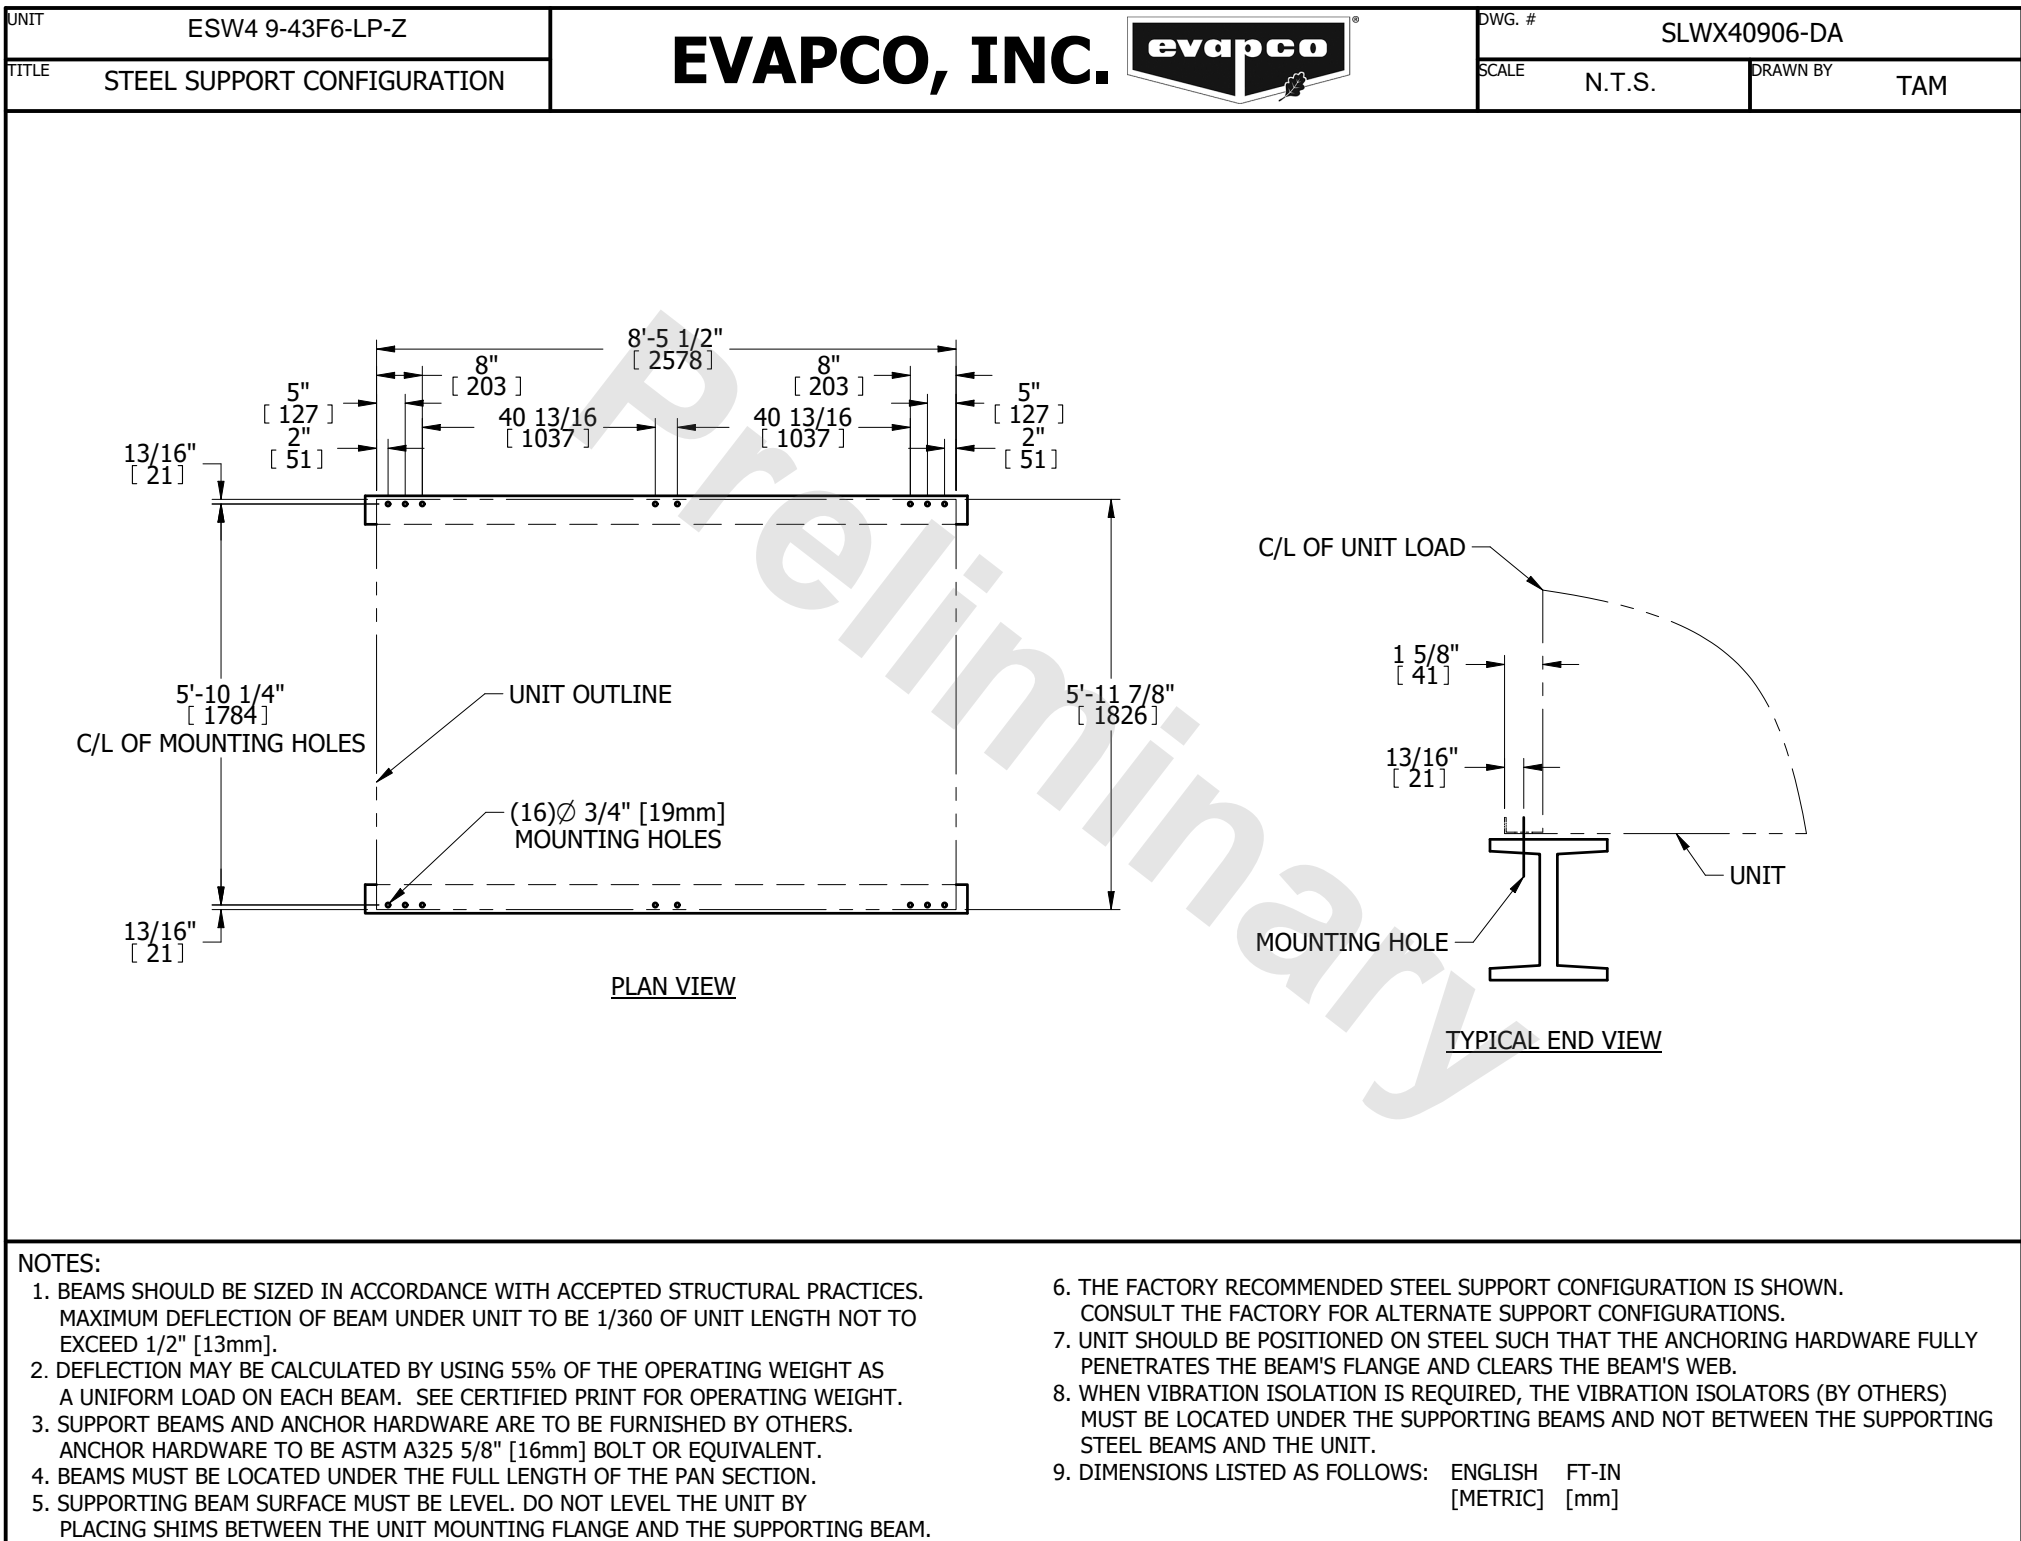 UNIT
ESW4 9-43F6-LP-Z
TITLE
STEEL SUPPORT CONFIGURATION
EVAPCO, INC.
evapco
®
DWG. #
SLWX40906-DA
SCALE
N.T.S.
DRAWN BY
TAM
8'-5 1/2"
[ 2578 ]
8"
[ 203 ]
8"
[ 203 ]
5"
[ 127 ]
5"
[ 127 ]
40 13/16
[ 1037 ]
40 13/16
[ 1037 ]
2"
[ 51 ]
2"
[ 51 ]
13/16"
[ 21 ]
5'-10 1/4"
[ 1784 ]
C/L OF MOUNTING HOLES
UNIT OUTLINE
5'-11 7/8"
[ 1826 ]
(16)Ø 3/4" [19mm]
MOUNTING HOLES
13/16"
[ 21 ]
PLAN VIEW
C/L OF UNIT LOAD
1 5/8"
[ 41 ]
13/16"
[ 21 ]
UNIT
MOUNTING HOLE
TYPICAL END VIEW
Preliminary
NOTES:
1. BEAMS SHOULD BE SIZED IN ACCORDANCE WITH ACCEPTED STRUCTURAL PRACTICES.
MAXIMUM DEFLECTION OF BEAM UNDER UNIT TO BE 1/360 OF UNIT LENGTH NOT TO
EXCEED 1/2" [13mm].
2. DEFLECTION MAY BE CALCULATED BY USING 55% OF THE OPERATING WEIGHT AS
A UNIFORM LOAD ON EACH BEAM. SEE CERTIFIED PRINT FOR OPERATING WEIGHT.
3. SUPPORT BEAMS AND ANCHOR HARDWARE ARE TO BE FURNISHED BY OTHERS.
ANCHOR HARDWARE TO BE ASTM A325 5/8" [16mm] BOLT OR EQUIVALENT.
4. BEAMS MUST BE LOCATED UNDER THE FULL LENGTH OF THE PAN SECTION.
5. SUPPORTING BEAM SURFACE MUST BE LEVEL. DO NOT LEVEL THE UNIT BY
PLACING SHIMS BETWEEN THE UNIT MOUNTING FLANGE AND THE SUPPORTING BEAM.
6. THE FACTORY RECOMMENDED STEEL SUPPORT CONFIGURATION IS SHOWN.
CONSULT THE FACTORY FOR ALTERNATE SUPPORT CONFIGURATIONS.
7. UNIT SHOULD BE POSITIONED ON STEEL SUCH THAT THE ANCHORING HARDWARE FULLY
PENETRATES THE BEAM'S FLANGE AND CLEARS THE BEAM'S WEB.
8. WHEN VIBRATION ISOLATION IS REQUIRED, THE VIBRATION ISOLATORS (BY OTHERS)
MUST BE LOCATED UNDER THE SUPPORTING BEAMS AND NOT BETWEEN THE SUPPORTING
STEEL BEAMS AND THE UNIT.
9. DIMENSIONS LISTED AS FOLLOWS: ENGLISH FT-IN
[METRIC] [mm]